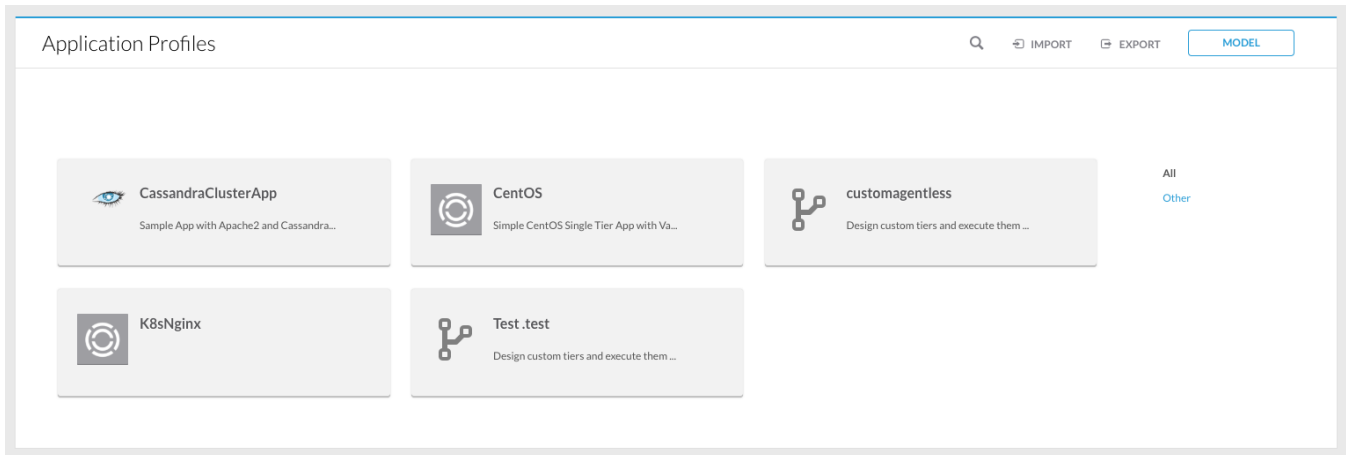 Application Profiles
IMPORT
EXPORT
MODEL
CassandraClusterApp
Sample App with Apache2 and Cassandra...
CentOS
Simple CentOS Single Tier App with Va...
customagentless
Design custom tiers and execute them ...
All
Other
K8sNginx
Test .test
Design custom tiers and execute them ...